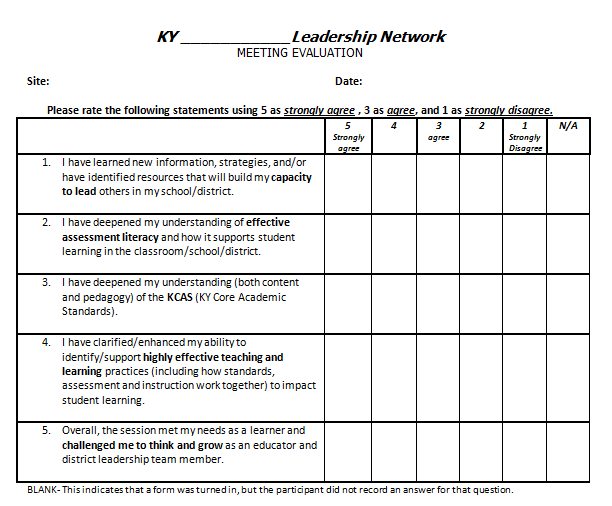 KY _______________ Leadership Network
MEETING EVALUATION
Site: Date:
Please rate the following statements using 5 as strongly agree , 3 as agree, and 1 as strongly disagree.
5 4 3 2 1 N/A
Strongly agree Strongly
agree Disagree
1. I have learned new information, strategies, and/or
have identified resources that will build my capacity
to lead others in my school/district.
2. I have deepened my understanding of effective
assessment literacy and how it supports student
learning in the classroom/school/district.
3. I have deepened my understanding (both content
and pedagogy) of the KCAS (KY Core Academic
Standards).
4. I have clarified/enhanced my ability to
identify/support highly effective teaching and
learning practices (including how standards,
assessment and instruction work together) to impact
student learning.
5. Overall, the session met my needs as a learner and
challenged me to think and grow as an educator and
district leadership team member.
BLANK- This indicates that a form was turned in, but the participant did not record an answer for that question.